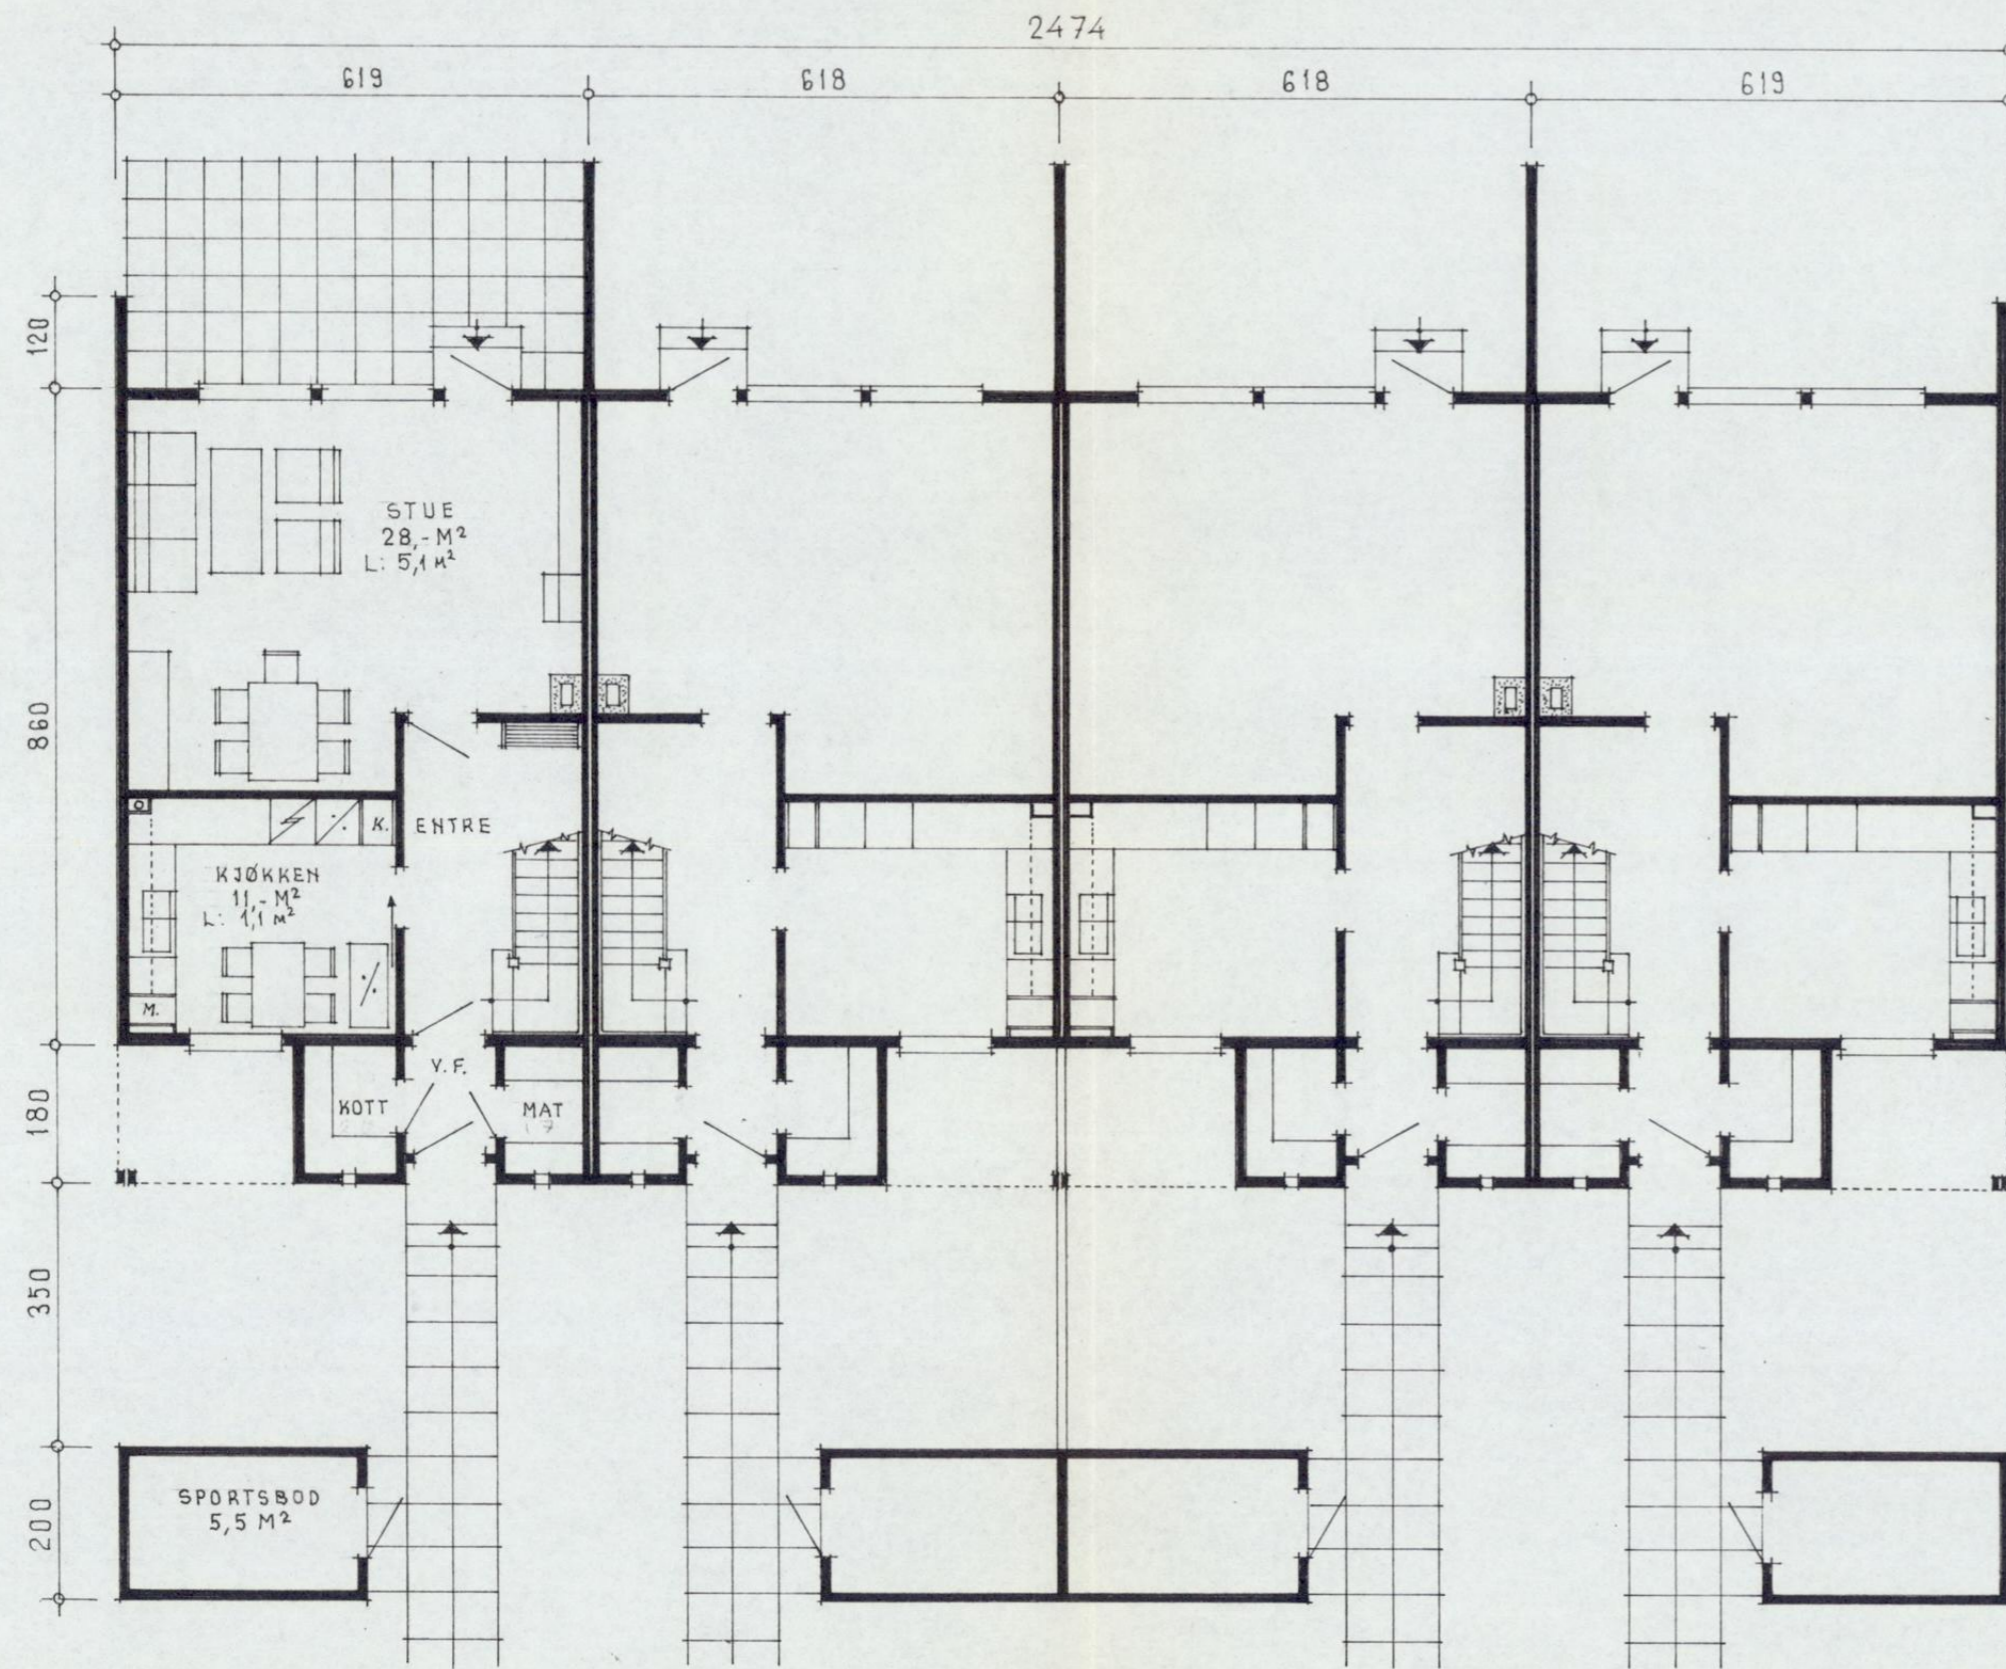 2474
619
618
618
619
120
STUE
28,- M²
L: 5,1 M²
860
K.
ENTRE
KJØKKEN
11,- M²
L: 1,1 M²
M.
V.F.
180
KOTT
MAT
350
200
SPORTSBOD
5,5 M²